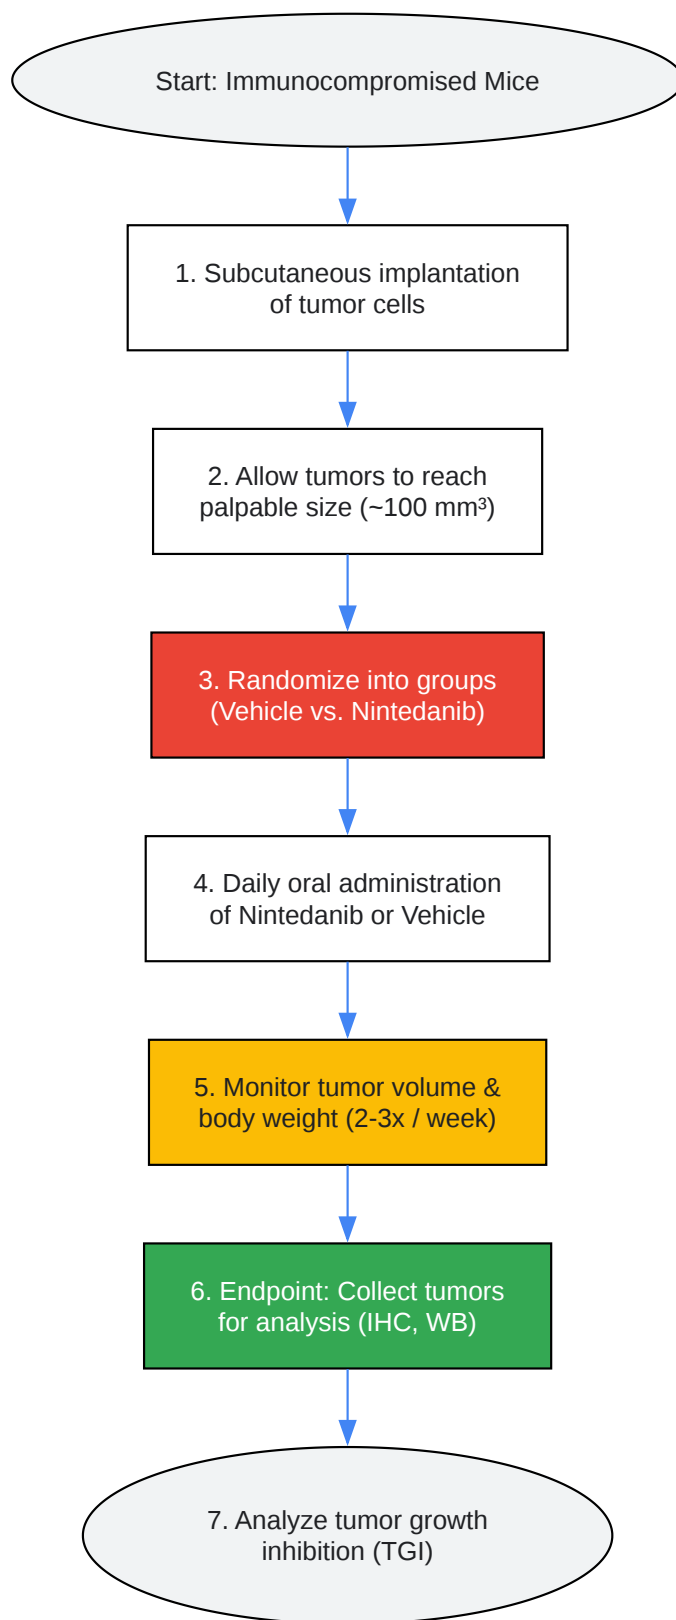 Start: Immunocompromised Mice
1. Subcutaneous implantation
of tumor cells
2. Allow tumors to reach
palpable size (~100 mm³)
3. Randomize into groups
(Vehicle vs. Nintedanib)
4. Daily oral administration
of Nintedanib or Vehicle
5. Monitor tumor volume &
body weight (2-3x / week)
6. Endpoint: Collect tumors
for analysis (IHC, WB)
7. Analyze tumor growth
inhibition (TGI)